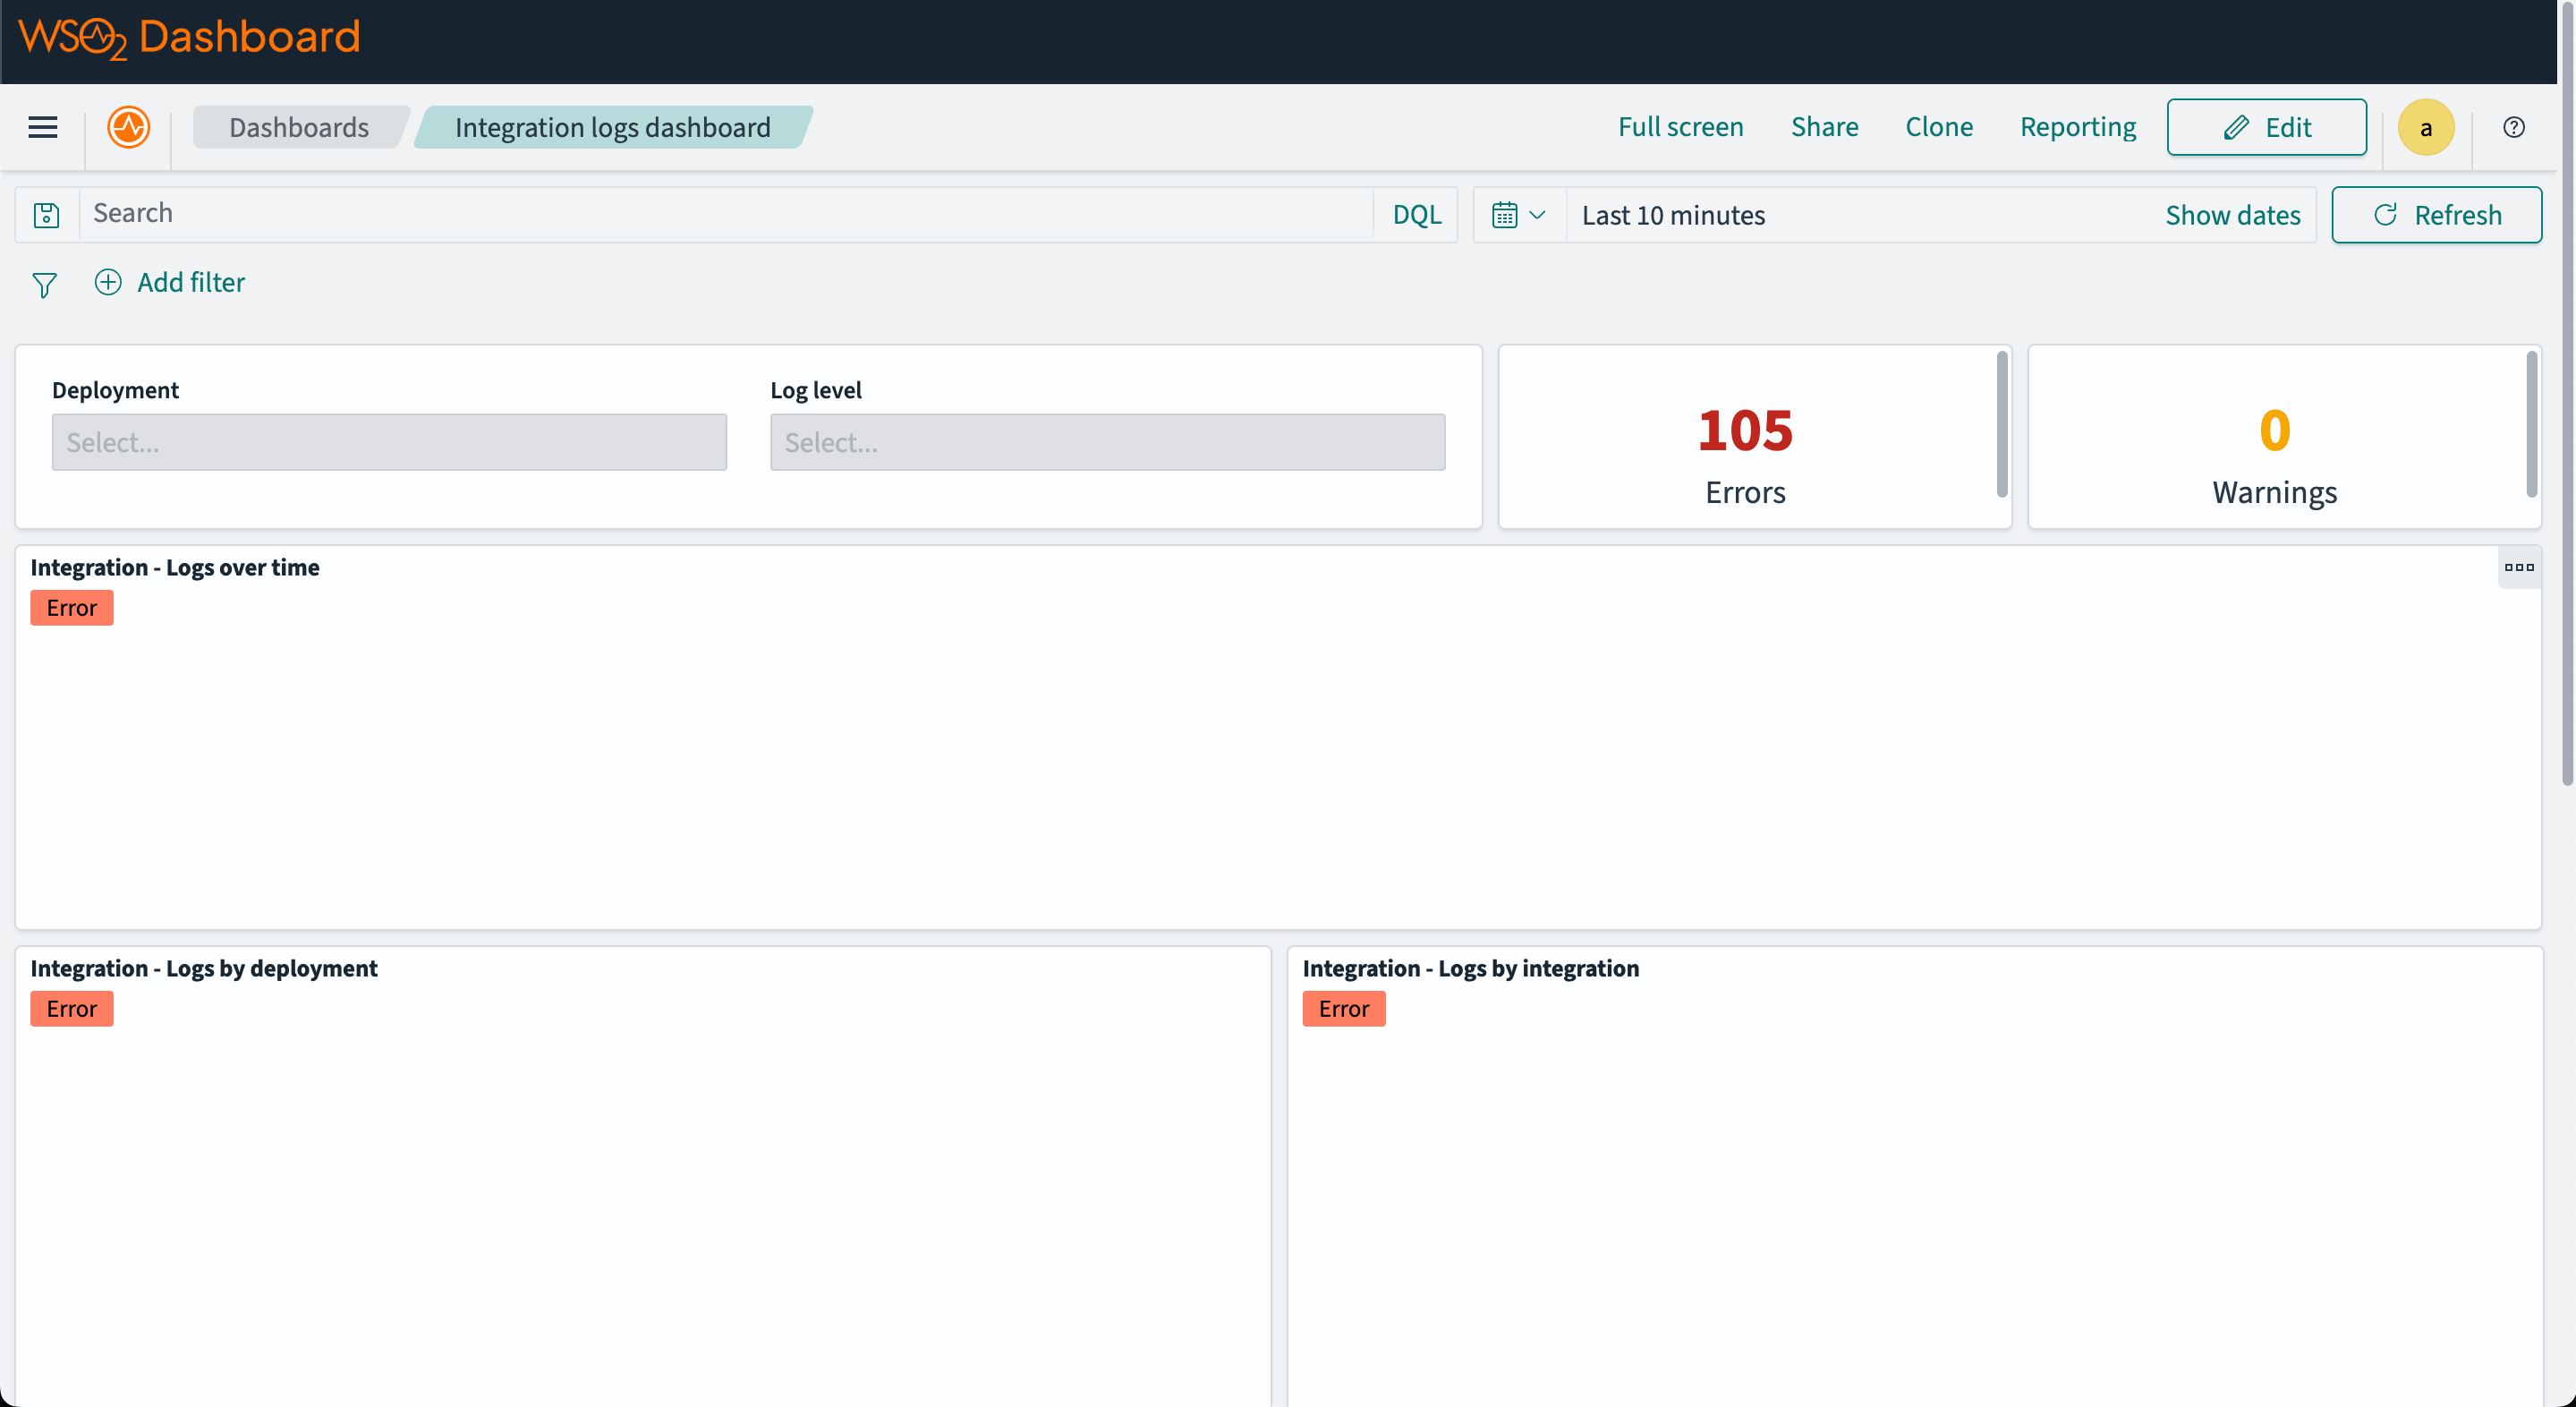 WSO2 Dashboard
Dashboards
Integration logs dashboard
Full screen
Share
Clone
Reporting
Edit
a
Search
DQL
Last 10 minutes
Show dates
Refresh
Add filter
Deployment
Log level
Select...
Select...
105
Errors
0
Warnings
Integration - Logs over time
Error
Integration - Logs by deployment
Error
Integration - Logs by integration
Error